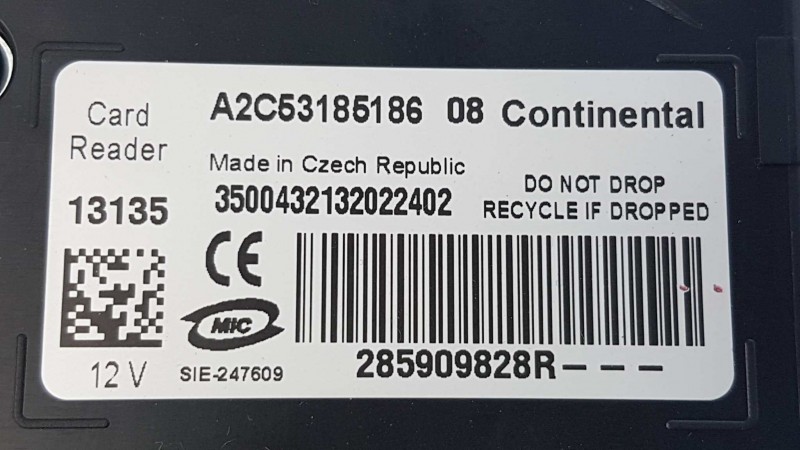 Card
Reader
A2C53185186 08 Continental
Made in Czech Republic
13135
3500432132022402
DO NOT DROP
RECYCLE IF DROPPED
CE
MIC
12 V
SIE-247609
285909828R---